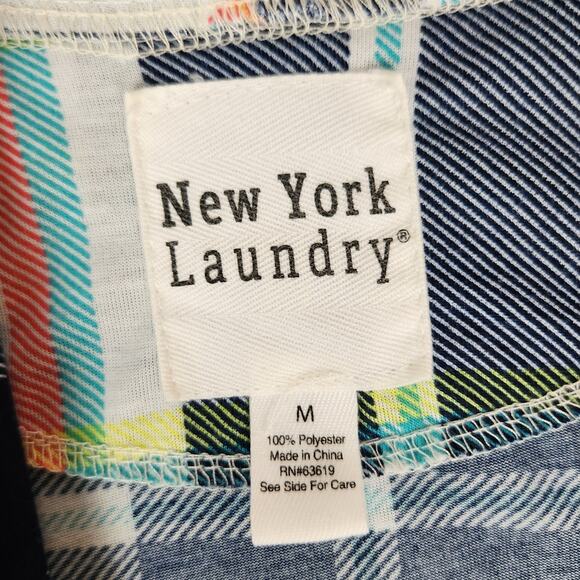 New York
Laundry®
M
100% Polyester
Made in China
RN#63619
See Side For Care